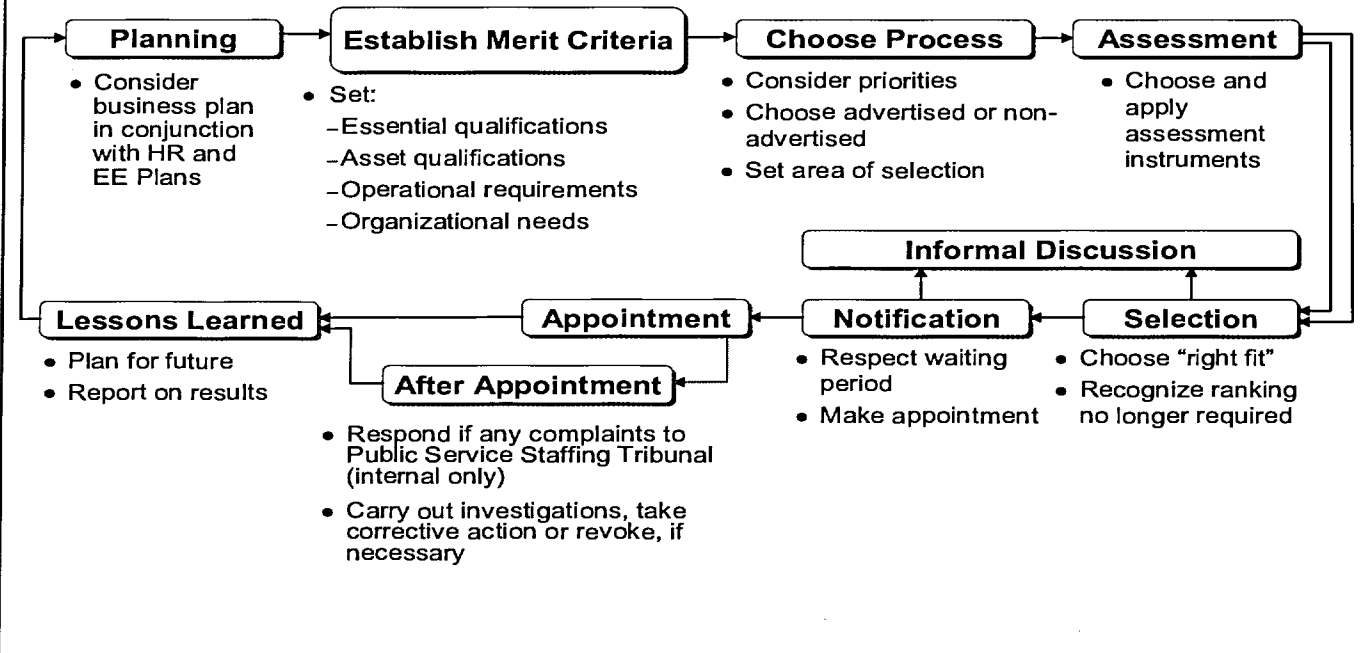 Planning
• Consider
business plan
in conjunction
with HR and
EE Plans
Establish Merit Criteria
• Set:
–Essential qualifications
–Asset qualifications
–Operational requirements
–Organizational needs
Choose Process
• Consider priorities
• Choose advertised or non-
advertised
• Set area of selection
Assessment
• Choose and
apply
assessment
instruments
Informal Discussion
Selection
• Choose “right fit”
• Recognize ranking
no longer required
Notification
• Respect waiting
period
• Make appointment
Appointment
After Appointment
• Respond if any complaints to
Public Service Staffing Tribunal
(internal only)
• Carry out investigations, take
corrective action or revoke, if
necessary
Lessons Learned
• Plan for future
• Report on results